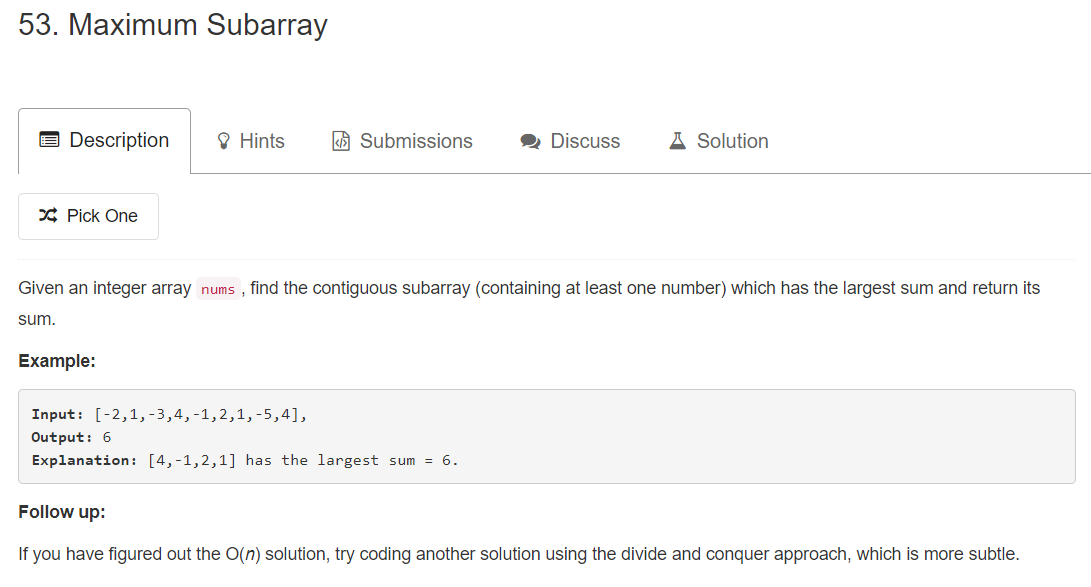 53. Maximum Subarray
Description
Hints
Submissions
Discuss
Solution
Pick One
Given an integer array nums, find the contiguous subarray (containing at least one number) which has the largest sum and return its
sum.
Example:
Input: [-2,1,-3,4,-1,2,1,-5,4],
Output: 6
Explanation: [4,-1,2,1] has the largest sum = 6.
Follow up:
If you have figured out the O(n) solution, try coding another solution using the divide and conquer approach, which is more subtle.